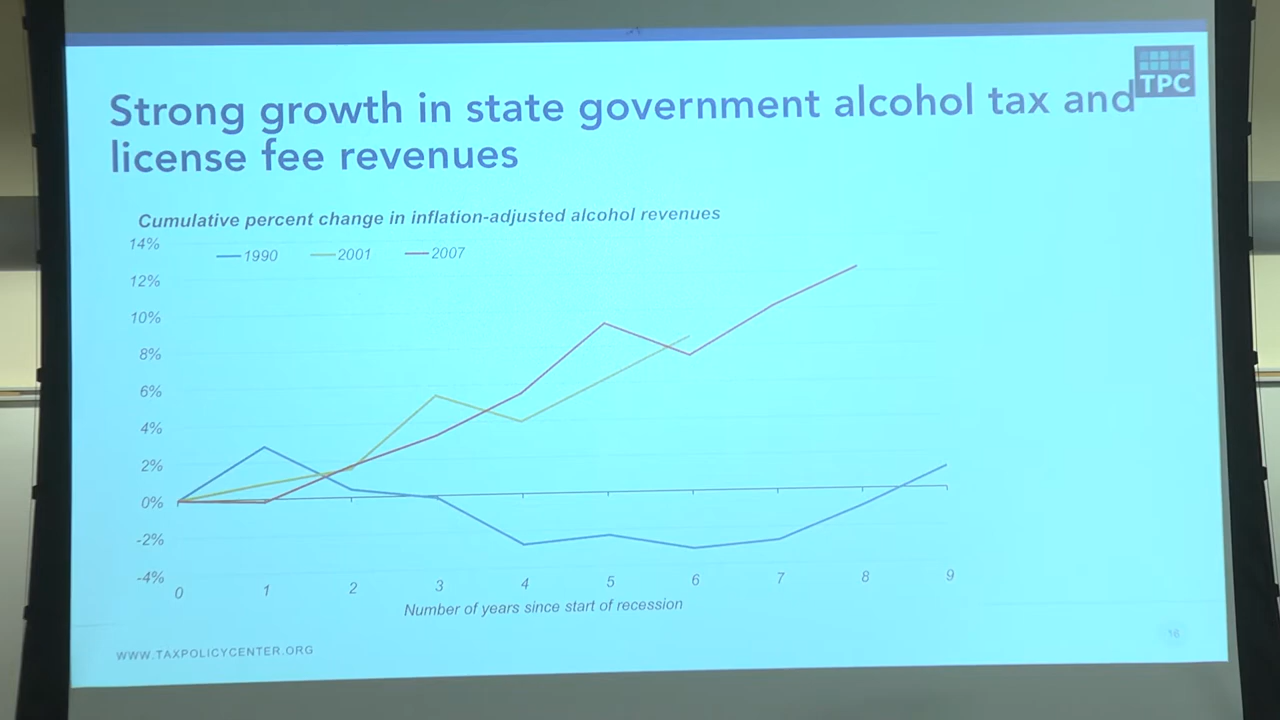 TPC
Strong growth in state government alcohol tax and
license fee revenues
Cumulative percent change in inflation-adjusted alcohol revenues
14%
1990 2001 2007
12%
10%
8%
6%
4%
2%
0%
-2%
-4%
0 1 2 3 4 5 6 7 8 9
Number of years since start of recession
WWW.TAXPOLICYCENTER.ORG
16